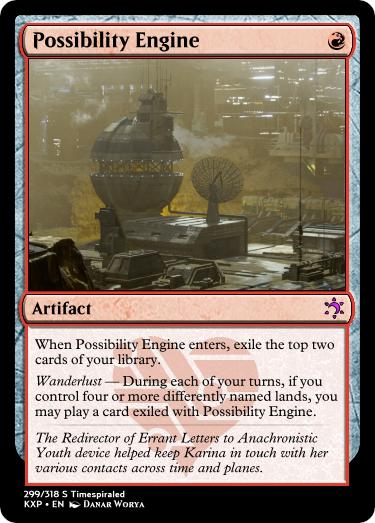 Possibility Engine
Artifact
When Possibility Engine enters, exile the top two
cards of your library.
Wanderlust — During each of your turns, if you
control four or more differently named lands, you
may play a card exiled with Possibility Engine.
The Redirector of Errant Letters to Anachronistic
Youth device helped keep Karina in touch with her
various contacts across time and planes.
299/318 S Timespiraled
KXP • EN Danar Worya